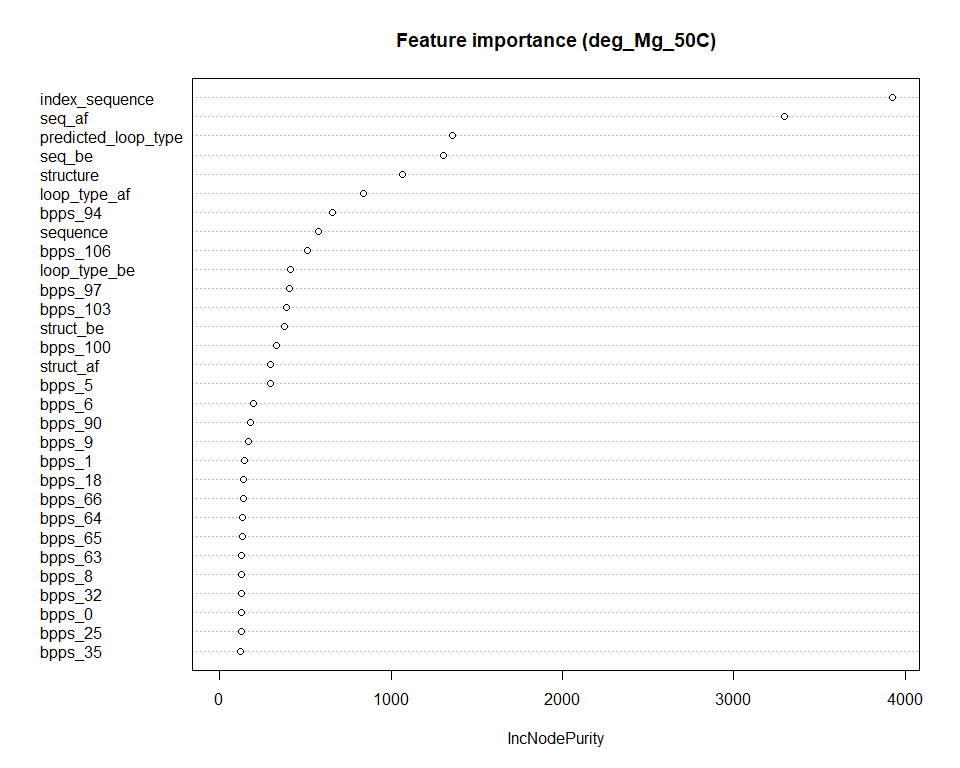 Feature importance (deg_Mg_50C)
index_sequence
seq_af
predicted_loop_type
seq_be
structure
loop_type_af
bpps_94
sequence
bpps_106
loop_type_be
bpps_97
bpps_103
struct_be
bpps_100
struct_af
bpps_5
bpps_6
bpps_90
bpps_9
bpps_1
bpps_18
bpps_66
bpps_64
bpps_65
bpps_63
bpps_8
bpps_32
bpps_0
bpps_25
bpps_35
0 1000 2000 3000 4000
IncNodePurity